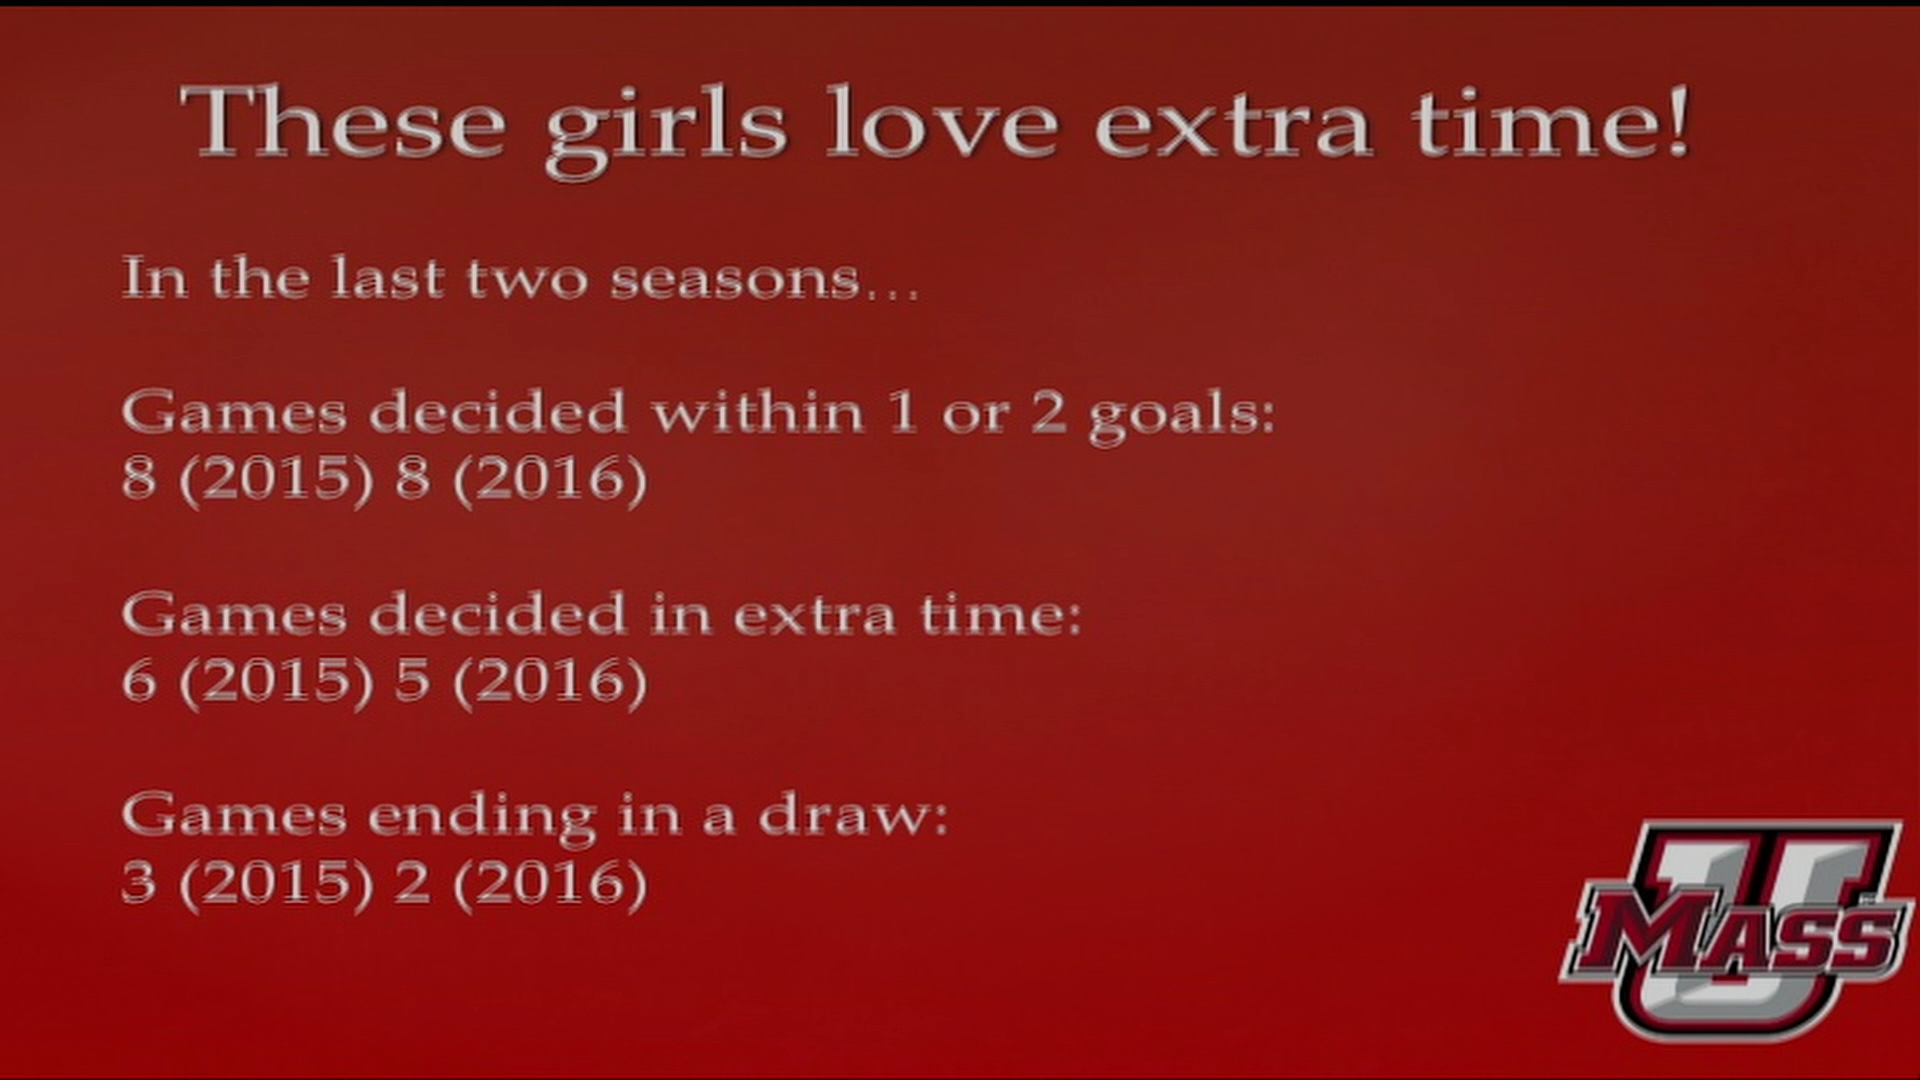 These girls love extra time!
In the last two seasons...
Games decided within 1 or 2 goals:
8 (2015) 8 (2016)
Games decided in extra time:
6 (2015) 5 (2016)
Games ending in a draw:
3 (2015) 2 (2016)
U
MASS